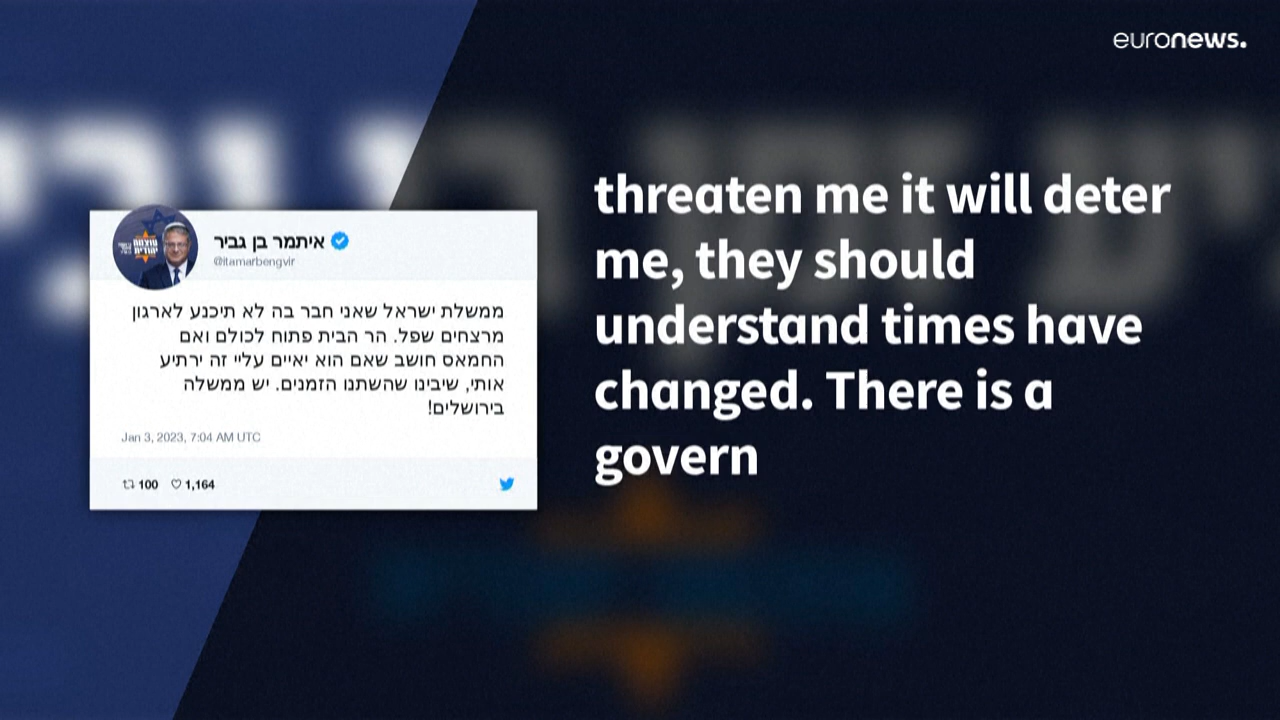 euronews.
איתמר בן גביר
@itamarbengvir
ממשלת ישראל שאני חבר בה לא תיכנע לארגון
מרצחים שפל. הר הבית פתוח לכולם ואם
החמאס חושב שאם הוא יאיים עליי זה ירתיע
אותי, שיבינו שהשתנו הזמנים. יש ממשלה
בירושלים!
Jan 3, 2023, 7:04 AM UTC
100 1,164
threaten me it will deter
me, they should
understand times have
changed. There is a
govern